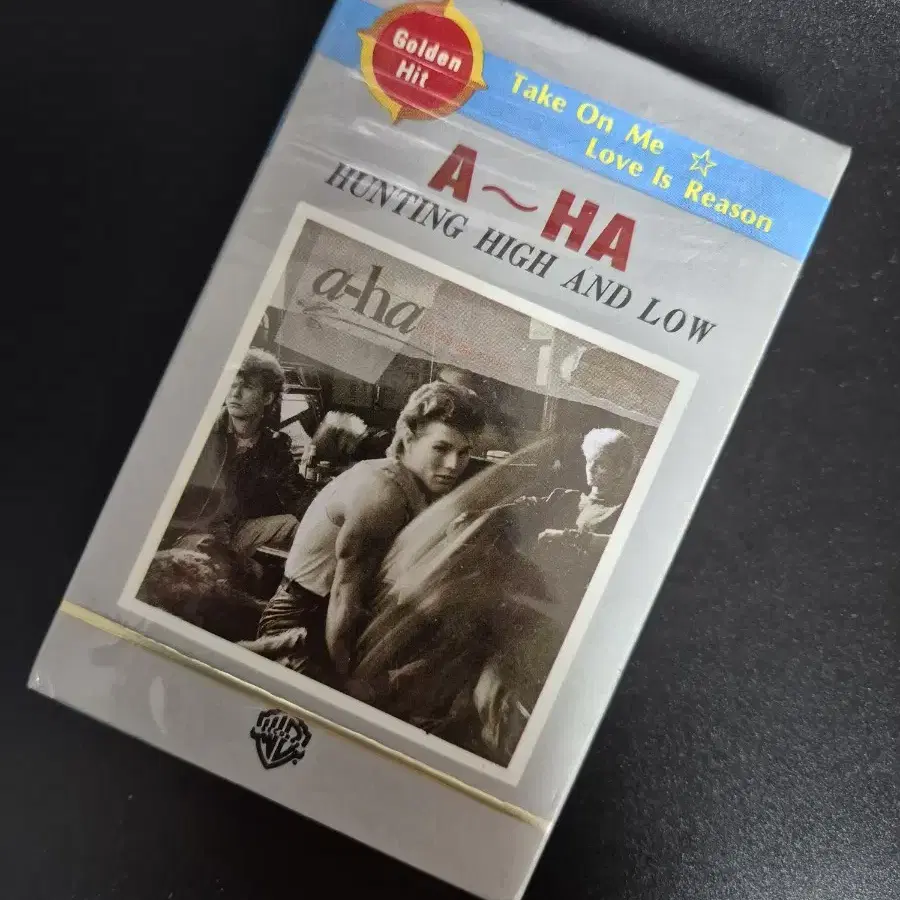 Golden
Hit
Take On Me ☆
Love Is Reason
A~HA
HUNTING HIGH AND LOW
a-ha